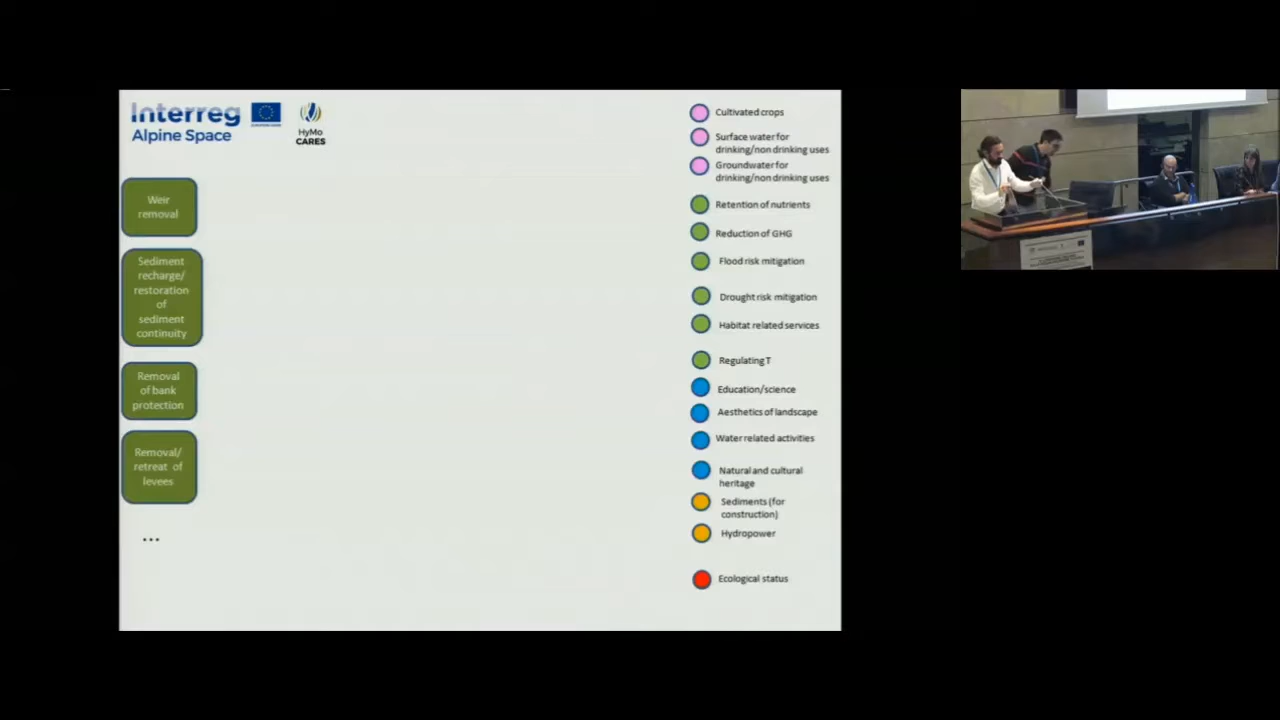 Interreg
Alpine Space
HyMo
CARES
Weir
removal
Sediment
recharge/
restoration
of
sediment
continuity
Removal
of bank
protection
Removal/
retreat of
levees
...
Cultivated crops
Surface water for
drinking/non drinking uses
Groundwater for
drinking/non drinking uses
Retention of nutrients
Reduction of GHG
Flood risk mitigation
Drought risk mitigation
Habitat related services
Regulating T
Education/science
Aesthetics of landscape
Water related activities
Natural and cultural
heritage
Sediments (for
construction)
Hydropower
Ecological status